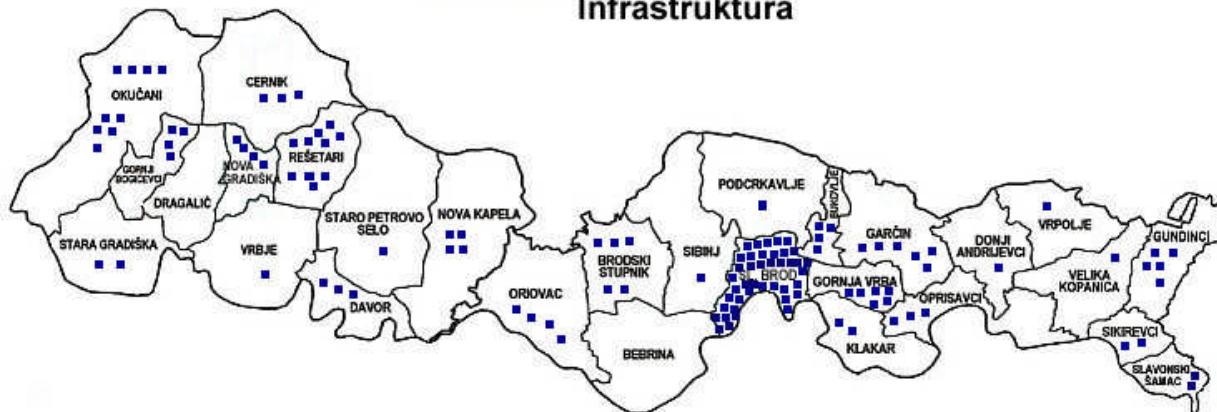 Infrastruktura
OKUČANI
CERNIK
GORNJI
BOGIĆEVCI
NOVA
GRADIŠKA
REŠETARI
DRAGALIĆ
STARA GRADIŠKA
VRBJE
STARO PETROVO
SELO
NOVA KAPELA
DAVOR
ORIOVAC
BRODSKI
STUPNIK
SIBINJ
BEBRINA
PODCRKAVLJE
BUKOVLJE
SL. BROD
GARČIN
GORNJA VRBA
KLAKAR
OPRISAVCI
DONJI
ANDRIJEVCI
VRPOLJE
VELIKA
KOPANICA
GUNDINCI
SIKIREVCI
SLAVONSKI
ŠAMAC